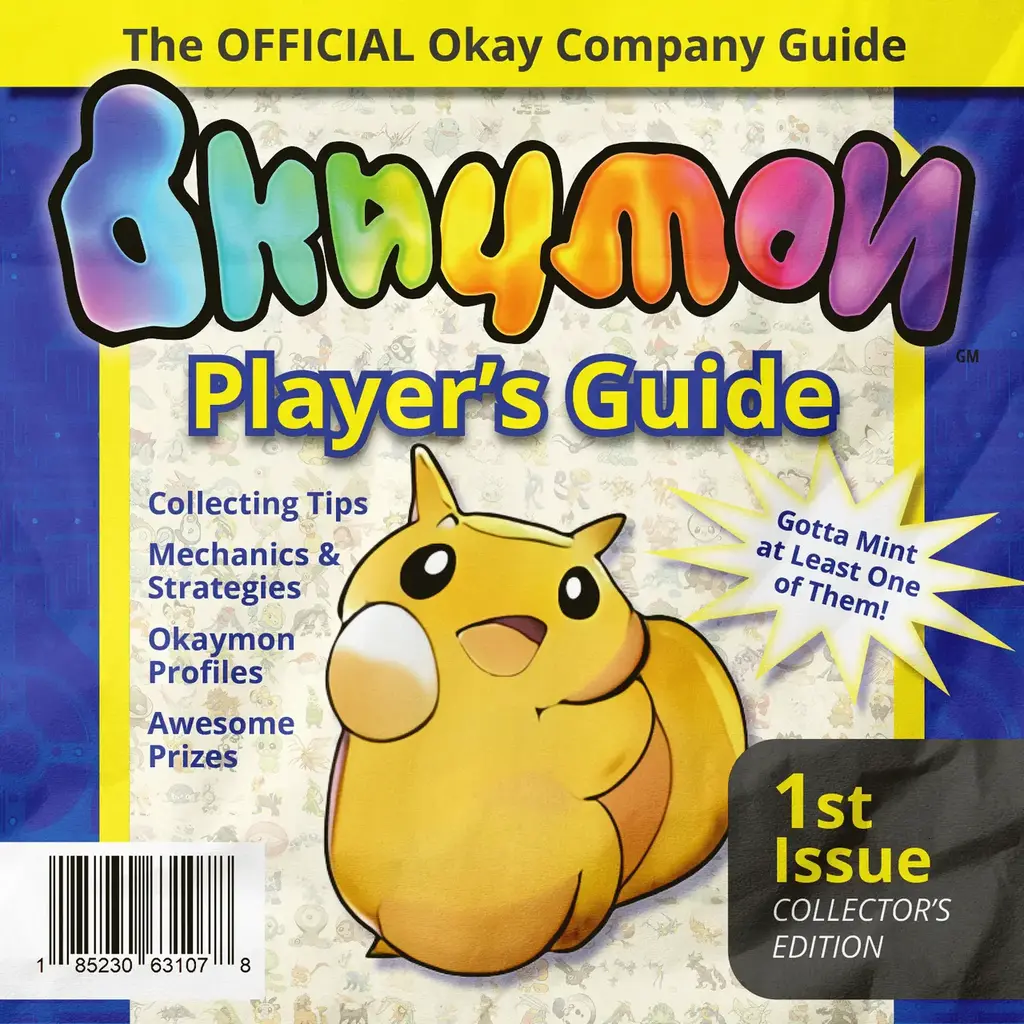 The OFFICIAL Okay Company Guide
Okaymon
GM
Player's Guide
Collecting Tips
Mechanics &
Strategies
Okaymon
Profiles
Awesome
Prizes
Gotta Mint
at Least One
of Them!
1st
Issue
COLLECTOR'S
EDITION
1 85230 63107 8